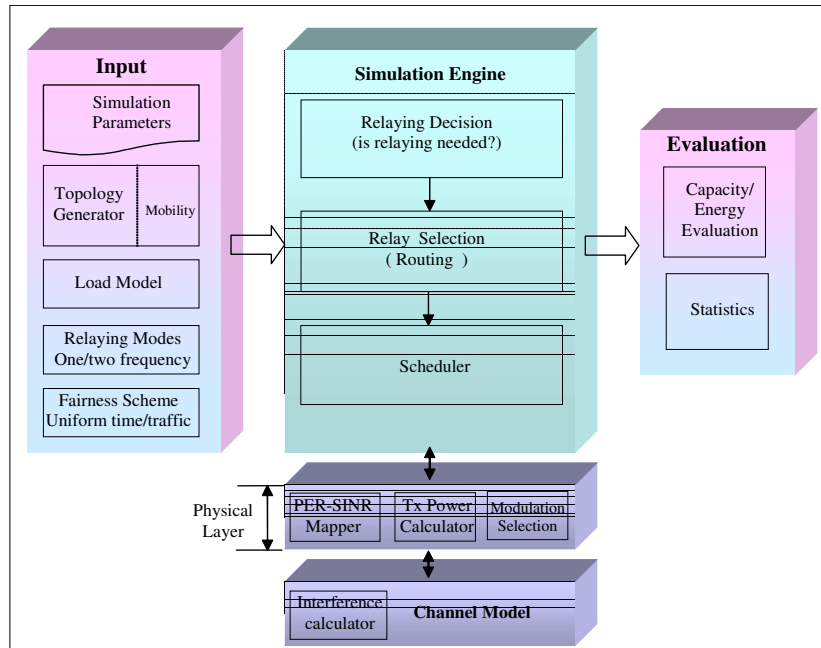 Input
Simulation
Parameters
Topology
Generator
Mobility
Load Model
Relaying Modes
One/two frequency
Fairness Scheme
Uniform time/traffic
Simulation Engine
Relaying Decision
(is relaying needed?)
Relay Selection
( Routing )
Scheduler
Evaluation
Capacity/
Energy
Evaluation
Statistics
Physical
Layer
PER-SINR
Mapper
Tx Power
Calculator
Modulation
Selection
Interference
calculator
Channel Model